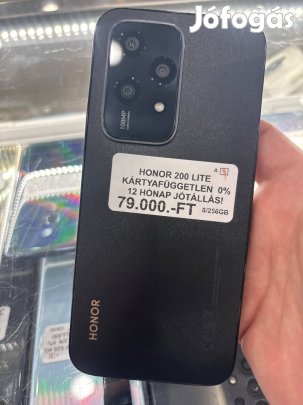 Jófogás
108MP
HONOR 200 LITE
KÁRTYAFÜGGETLEN 0%
12 HÓNAP JÓTÁLLÁS!
79.000.-FT 8/256GB
HONOR